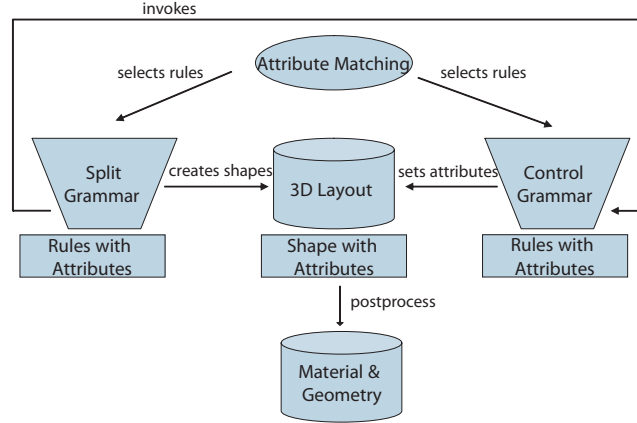 invokes
Attribute Matching
selects rules
selects rules
Split
Grammar
creates shapes
3D Layout
sets attributes
Control
Grammar
Rules with
Attributes
Shape with
Attributes
Rules with
Attributes
postprocess
Material &
Geometry